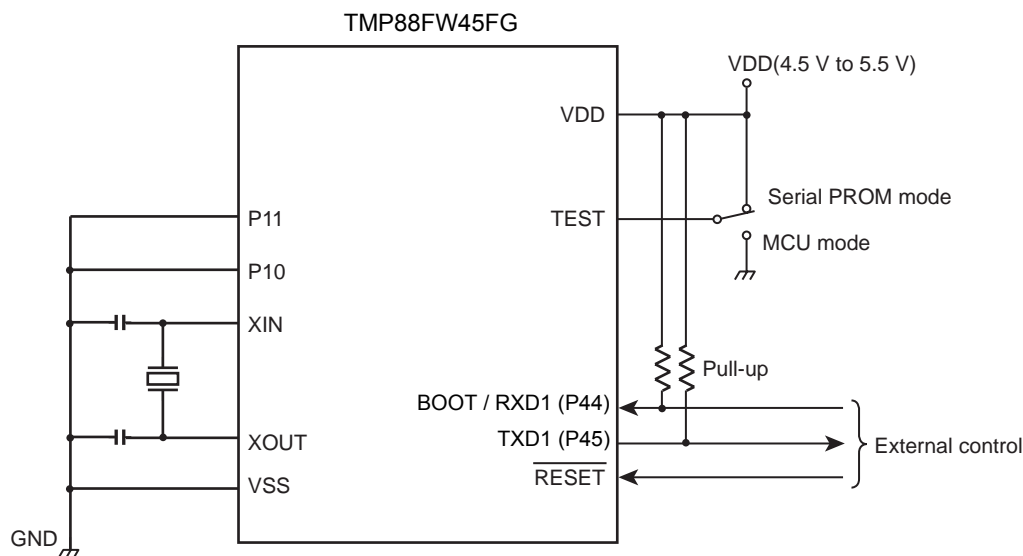 TMP88FW45FG
VDD(4.5 V to 5.5 V)
VDD
Serial PROM mode
P11
TEST
MCU mode
P10
XIN
Pull-up
BOOT / RXD1 (P44)
XOUT
TXD1 (P45)
External control
RESET
VSS
GND